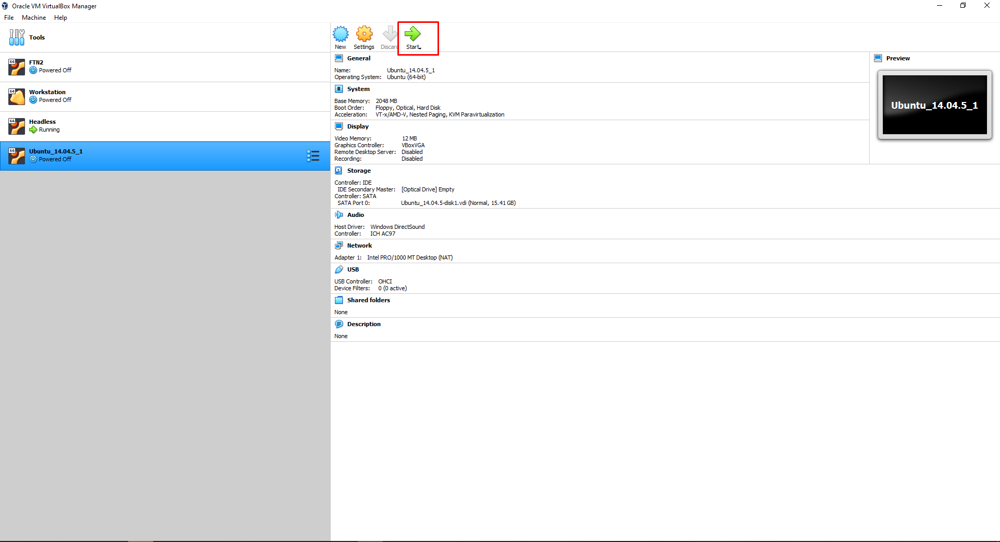 Oracle VM VirtualBox Manager
File Machine Help
Tools
FTN2
Powered Off
Workstation
Powered Off
Headless
Running
Ubuntu_14.04.5_1
Powered Off
New Settings Discard Start
General
Name: Ubuntu_14.04.5_1
Operating System: Ubuntu (64-bit)
System
Base Memory: 2048 MB
Boot Order: Floppy, Optical, Hard Disk
Acceleration: VT-x/AMD-V, Nested Paging, KVM Paravirtualization
Display
Video Memory: 12 MB
Graphics Controller: VBoxVGA
Remote Desktop Server: Disabled
Recording: Disabled
Storage
Controller: IDE
IDE Secondary Master: [Optical Drive] Empty
Controller: SATA
SATA Port 0: Ubuntu_14.04.5-disk1.vdi (Normal, 15.41 GB)
Audio
Host Driver: Windows DirectSound
Controller: ICH AC97
Network
Adapter 1: Intel PRO/1000 MT Desktop (NAT)
USB
USB Controller: OHCI
Device Filters: 0 (0 active)
Shared folders
None
Description
None
Preview
Ubuntu_14.04.5_1
64
64
64
64